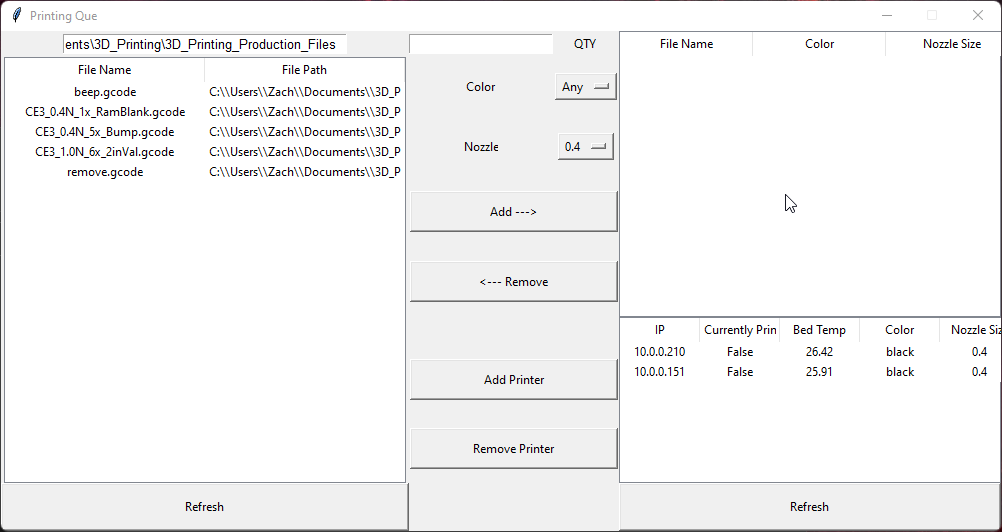 Printing Que
ents\3D_Printing\3D_Printing_Production_Files
File Name File Path
beep.gcode C:\\Users\\Zach\\Documents\\3D_P
CE3_0.4N_1x_RamBlank.gcode C:\\Users\\Zach\\Documents\\3D_P
CE3_0.4N_5x_Bump.gcode C:\\Users\\Zach\\Documents\\3D_P
CE3_1.0N_6x_2inVal.gcode C:\\Users\\Zach\\Documents\\3D_P
remove.gcode C:\\Users\\Zach\\Documents\\3D_P
Refresh
QTY
Color Any
Nozzle 0.4
Add --->
<--- Remove
Add Printer
Remove Printer
File Name Color Nozzle Size
IP Currently Prin Bed Temp Color Nozzle Siz
10.0.0.210 False 26.42 black 0.4
10.0.0.151 False 25.91 black 0.4
Refresh